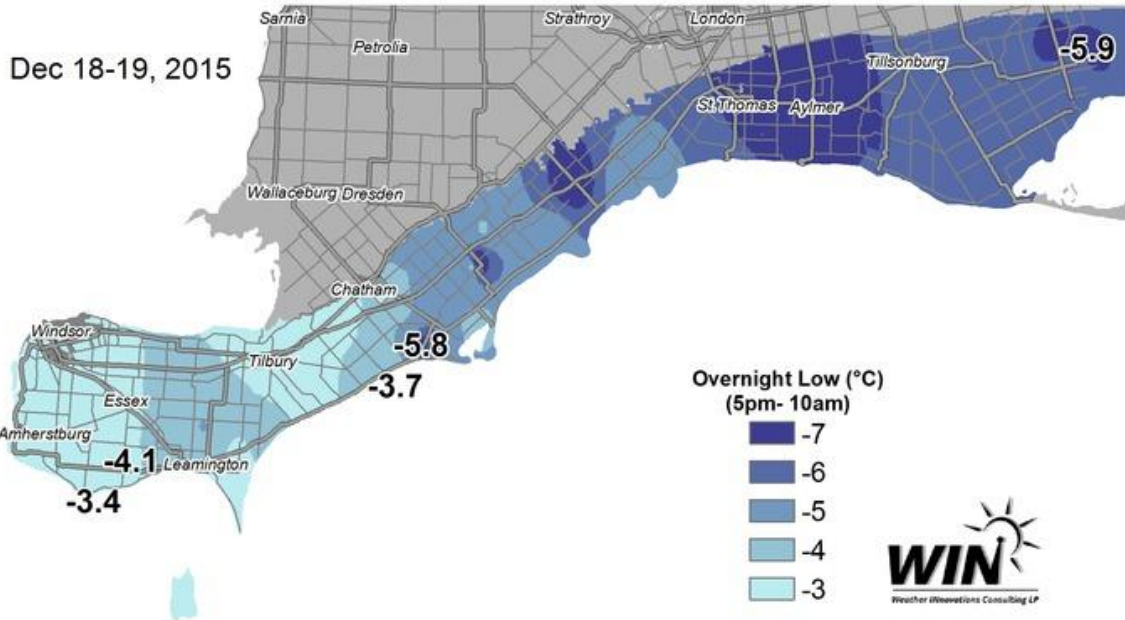 Sarnia
Strathroy
London
Petrolia
Dec 18-19, 2015
-5.9
Tillsonburg
St Thomas
Aylmer
Wallaceburg
Dresden
Chatham
Windsor
-5.8
Tilbury
-3.7
Essex
Amherstburg
-4.1
Leamington
-3.4
Overnight Low (°C)
(5pm- 10am)
-7
-6
-5
-4
-3
WIN
Weather INnovations Consulting LP